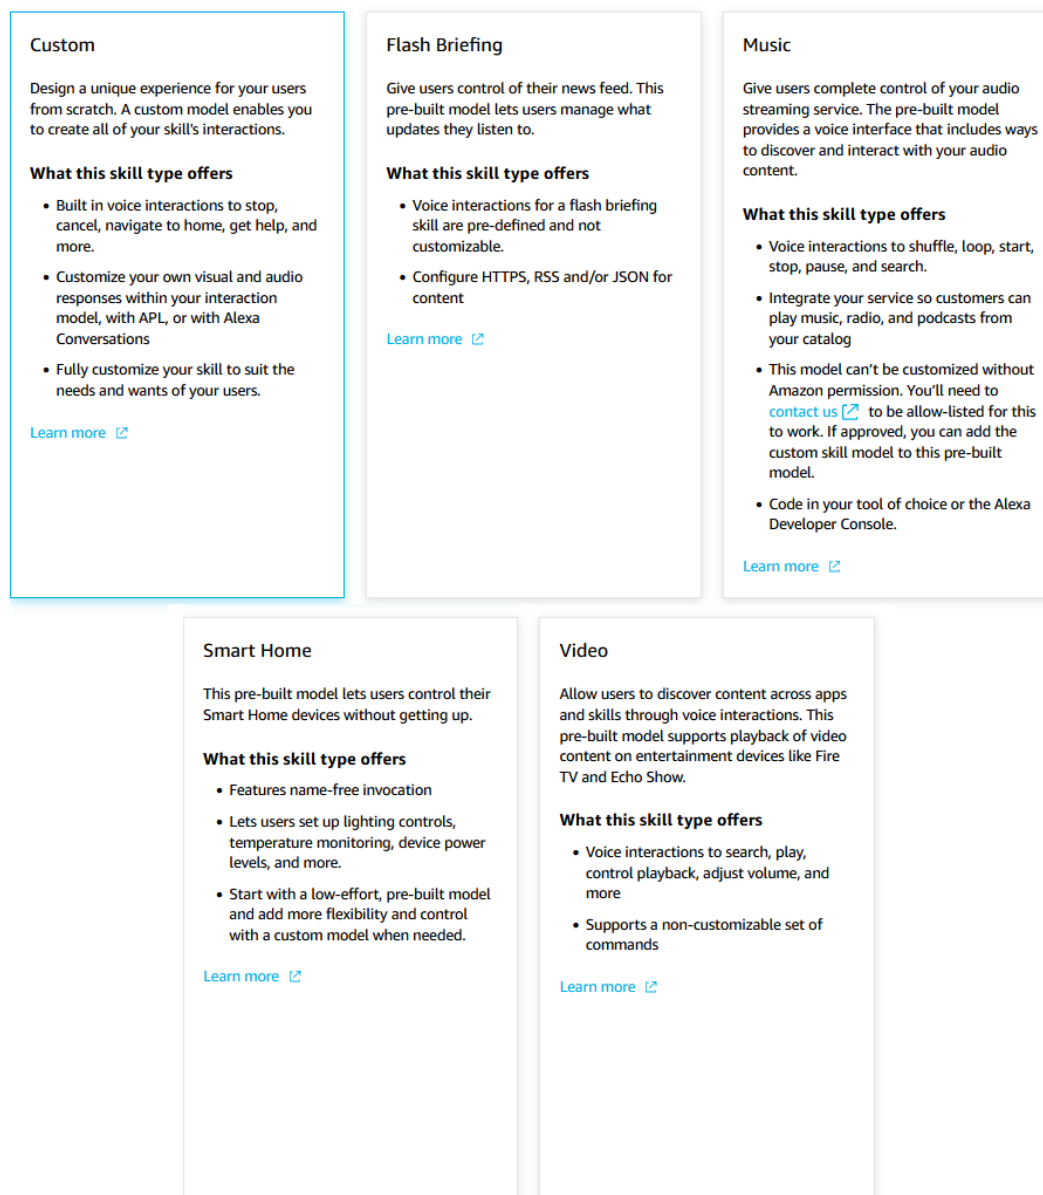 Custom
Design a unique experience for your users
from scratch. A custom model enables you
to create all of your skill's interactions.
What this skill type offers
• Built in voice interactions to stop,
cancel, navigate to home, get help, and
more.
• Customize your own visual and audio
responses within your interaction
model, with APL, or with Alexa
Conversations
• Fully customize your skill to suit the
needs and wants of your users.
Learn more
Flash Briefing
Give users control of their news feed. This
pre-built model lets users manage what
updates they listen to.
What this skill type offers
• Voice interactions for a flash briefing
skill are pre-defined and not
customizable.
• Configure HTTPS, RSS and/or JSON for
content
Learn more
Music
Give users complete control of your audio
streaming service. The pre-built model
provides a voice interface that includes ways
to discover and interact with your audio
content.
What this skill type offers
• Voice interactions to shuffle, loop, start,
stop, pause, and search.
• Integrate your service so customers can
play music, radio, and podcasts from
your catalog
• This model can’t be customized without
Amazon permission. You’ll need to
contact us to be allow-listed for this
to work. If approved, you can add the
custom skill model to this pre-built
model.
• Code in your tool of choice or the Alexa
Developer Console.
Learn more
Smart Home
This pre-built model lets users control their
Smart Home devices without getting up.
What this skill type offers
• Features name-free invocation
• Lets users set up lighting controls,
temperature monitoring, device power
levels, and more.
• Start with a low-effort, pre-built model
and add more flexibility and control
with a custom model when needed.
Learn more
Video
Allow users to discover content across apps
and skills through voice interactions. This
pre-built model supports playback of video
content on entertainment devices like Fire
TV and Echo Show.
What this skill type offers
• Voice interactions to search, play,
control playback, adjust volume, and
more
• Supports a non-customizable set of
commands
Learn more